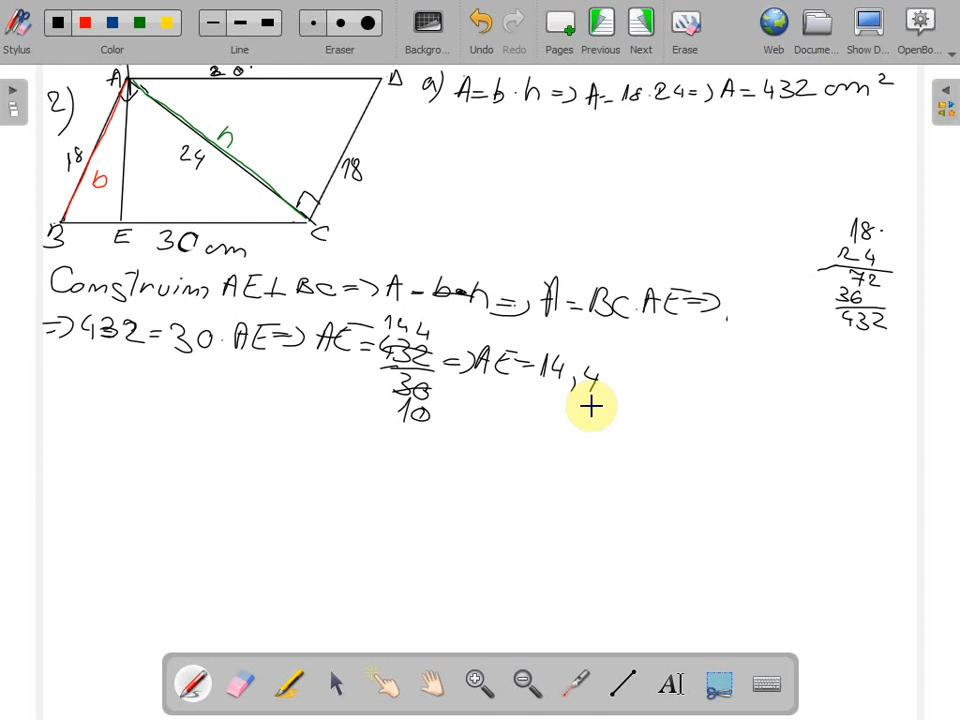 Color
Line
Eraser
Stylus
Backgro...
Undo
Redo
Pages
Previous
Next
Erase
Web
Show D...
OpenBo...
2)
A
D
18
b
24
h
18
B
E
30 cm
C
a) A=b·h => A=18·24 => A=432 cm²
18·
24
72
36
432
Construim AE⊥BC => A=b·h => A=BC·AE =>
=> 432=30·AE => AE=432/30 => AE=14,4
144
10
A